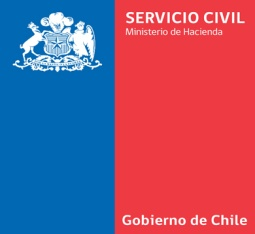 SERVICIO CIVIL
Ministerio de Hacienda
Gobierno de Chile